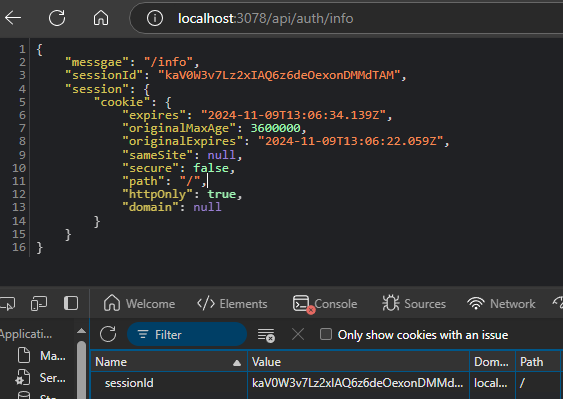 localhost:3078/api/auth/info
1 {
2 "messgae": "/info",
3 "sessionId": "kaV0W3v7Lz2xIAQ6z6deOexonDMMdTAM",
4 "session": {
5 "cookie": {
6 "expires": "2024-11-09T13:06:34.139Z",
7 "originalMaxAge": 3600000,
8 "originalExpires": "2024-11-09T13:06:22.059Z",
9 "sameSite": null,
10 "secure": false,
11 "path": "/",
12 "httpOnly": true,
13 "domain": null
14 }
15 }
16 }
Welcome Elements Console Sources Network
Applicatio... Filter Only show cookies with an issue
Ma... Name Value Dom... Path
Ser... sessionId kaV0W3v7Lz2xIAQ6z6deOexonDMMd... local... /